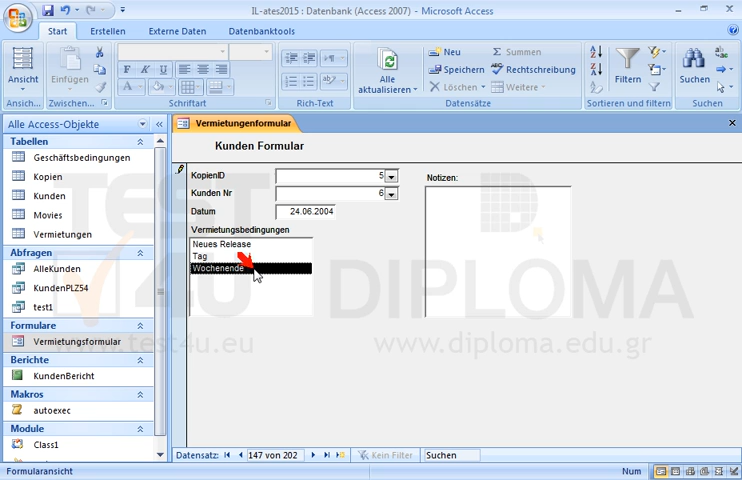 IL-ates2015 : Datenbank (Access 2007) - Microsoft Access
Start Erstellen Externe Daten Datenbanktools
Ansicht
Ansich...
Einfügen
Zwischen...
F K U
Schriftart
Rich-Text
Alle aktualisieren
Neu
Speichern
Löschen
Summen
Rechtschreibung
Weitere
Datensätze
Filtern
Sortieren und filtern
Suchen
Suchen
Alle Access-Objekte
Tabellen
Geschäftsbedingungen
Kopien
Kunden
Movies
Vermietungen
Abfragen
AlleKunden
KundenPLZ54
test1
Formulare
Vermietungsformular
Berichte
KundenBericht
Makros
autoexec
Module
Class1
Vermietungenformular
Kunden Formular
KopienID 5
Kunden Nr 6
Datum 24.06.2004
Vermietungsbedingungen
Neues Release
Tag
Wochenende
Notizen:
TEST
4U
DIPLOMA
www.test4u.eu
www.diploma.edu.gr
Datensatz: 147 von 202 Kein Filter Suchen
Formularansicht
Num